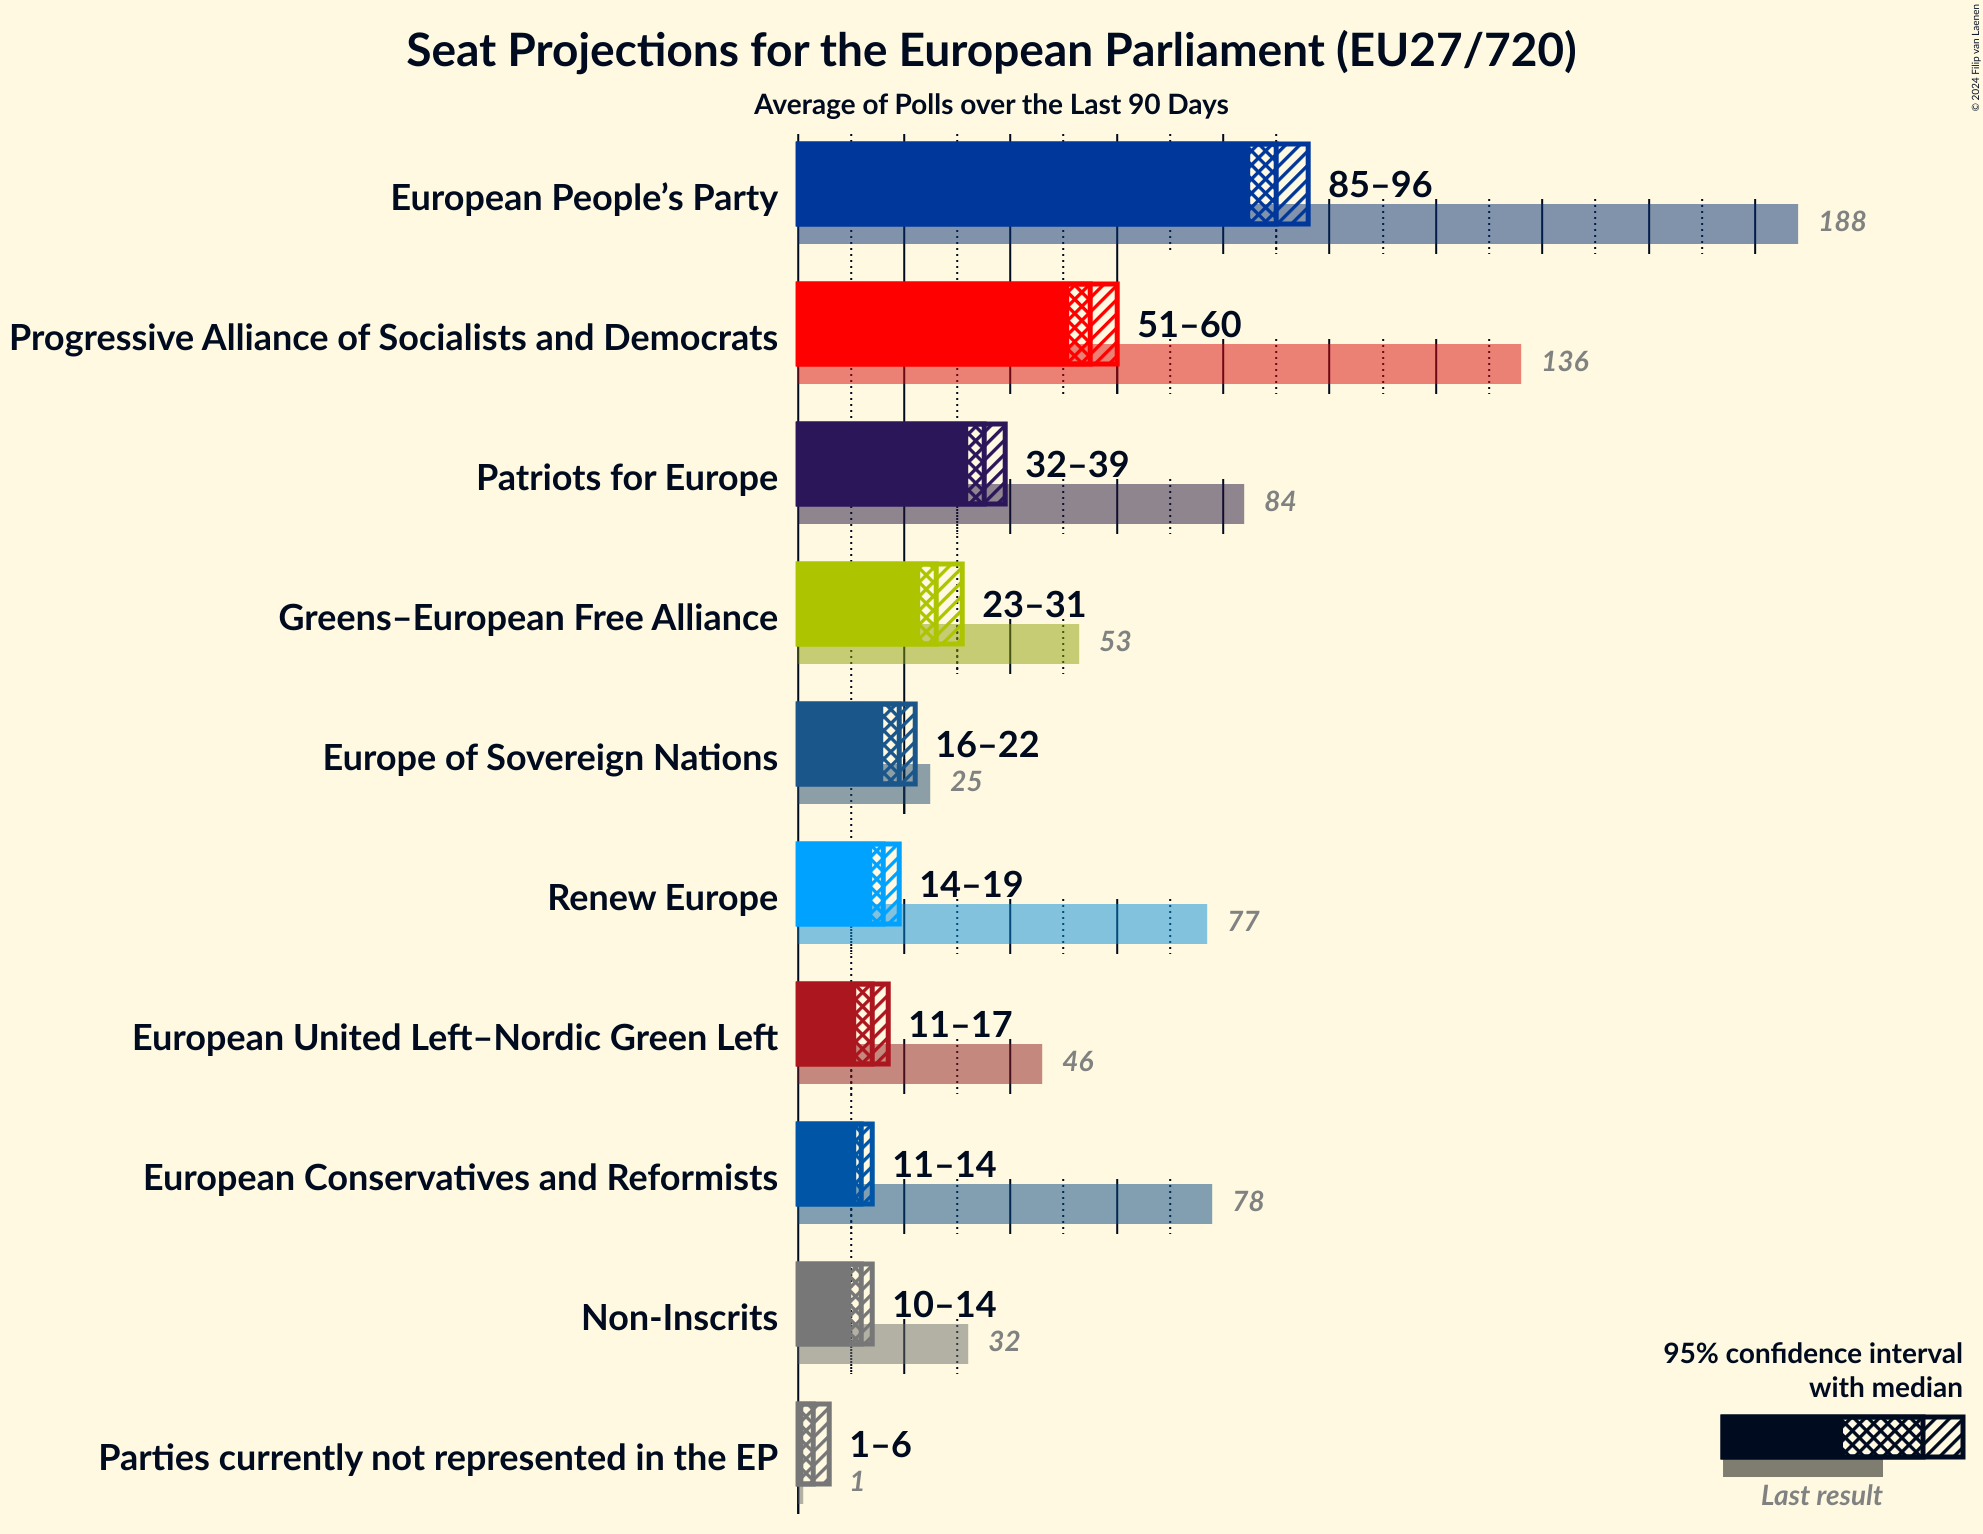 Seat Projections for the European Parliament (EU27/720)
Average of Polls over the Last 90 Days
© 2024 Filip van Laenen
European People’s Party
85–96
188
Progressive Alliance of Socialists and Democrats
51–60
136
Patriots for Europe
32–39
84
Greens–European Free Alliance
23–31
53
Europe of Sovereign Nations
16–22
25
Renew Europe
14–19
77
European United Left–Nordic Green Left
11–17
46
European Conservatives and Reformists
11–14
78
Non-Inscrits
10–14
32
Parties currently not represented in the EP
1–6
1
95% confidence interval
with median
Last result